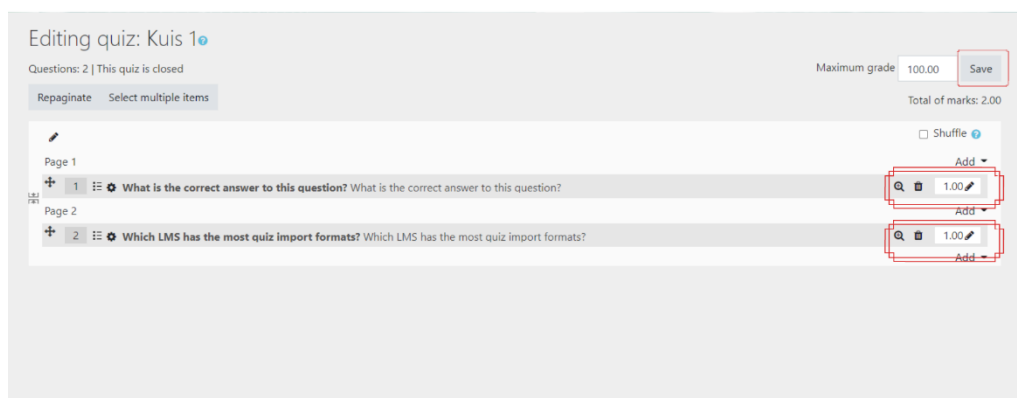 Editing quiz: Kuis 1
Questions: 2 | This quiz is closed
Maximum grade 100.00 Save
Repaginate Select multiple items
Total of marks: 2.00
Shuffle
Page 1
Add
1 What is the correct answer to this question? What is the correct answer to this question?
1.00
Page 2
Add
2 Which LMS has the most quiz import formats? Which LMS has the most quiz import formats?
1.00
Add